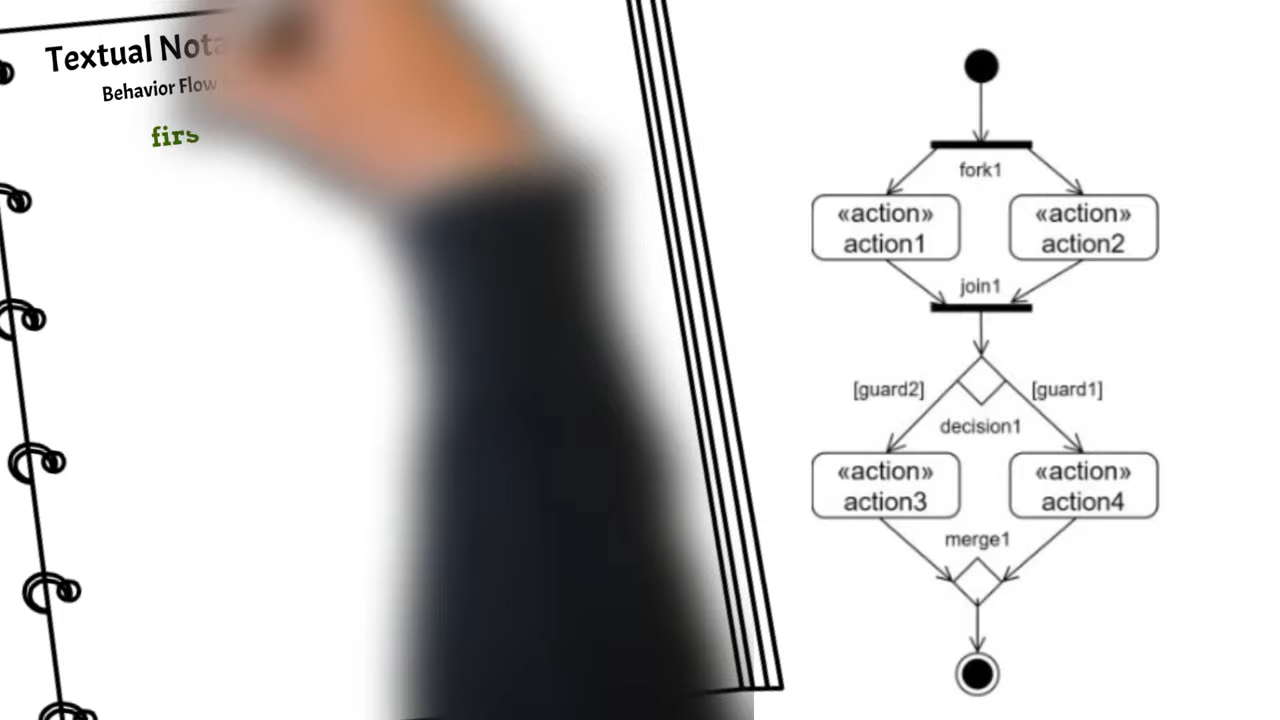 Textual Nota
Behavior Flow
firs
fork1
«action»
action1
«action»
action2
join1
[guard2]
[guard1]
decision1
«action»
action3
«action»
action4
merge1